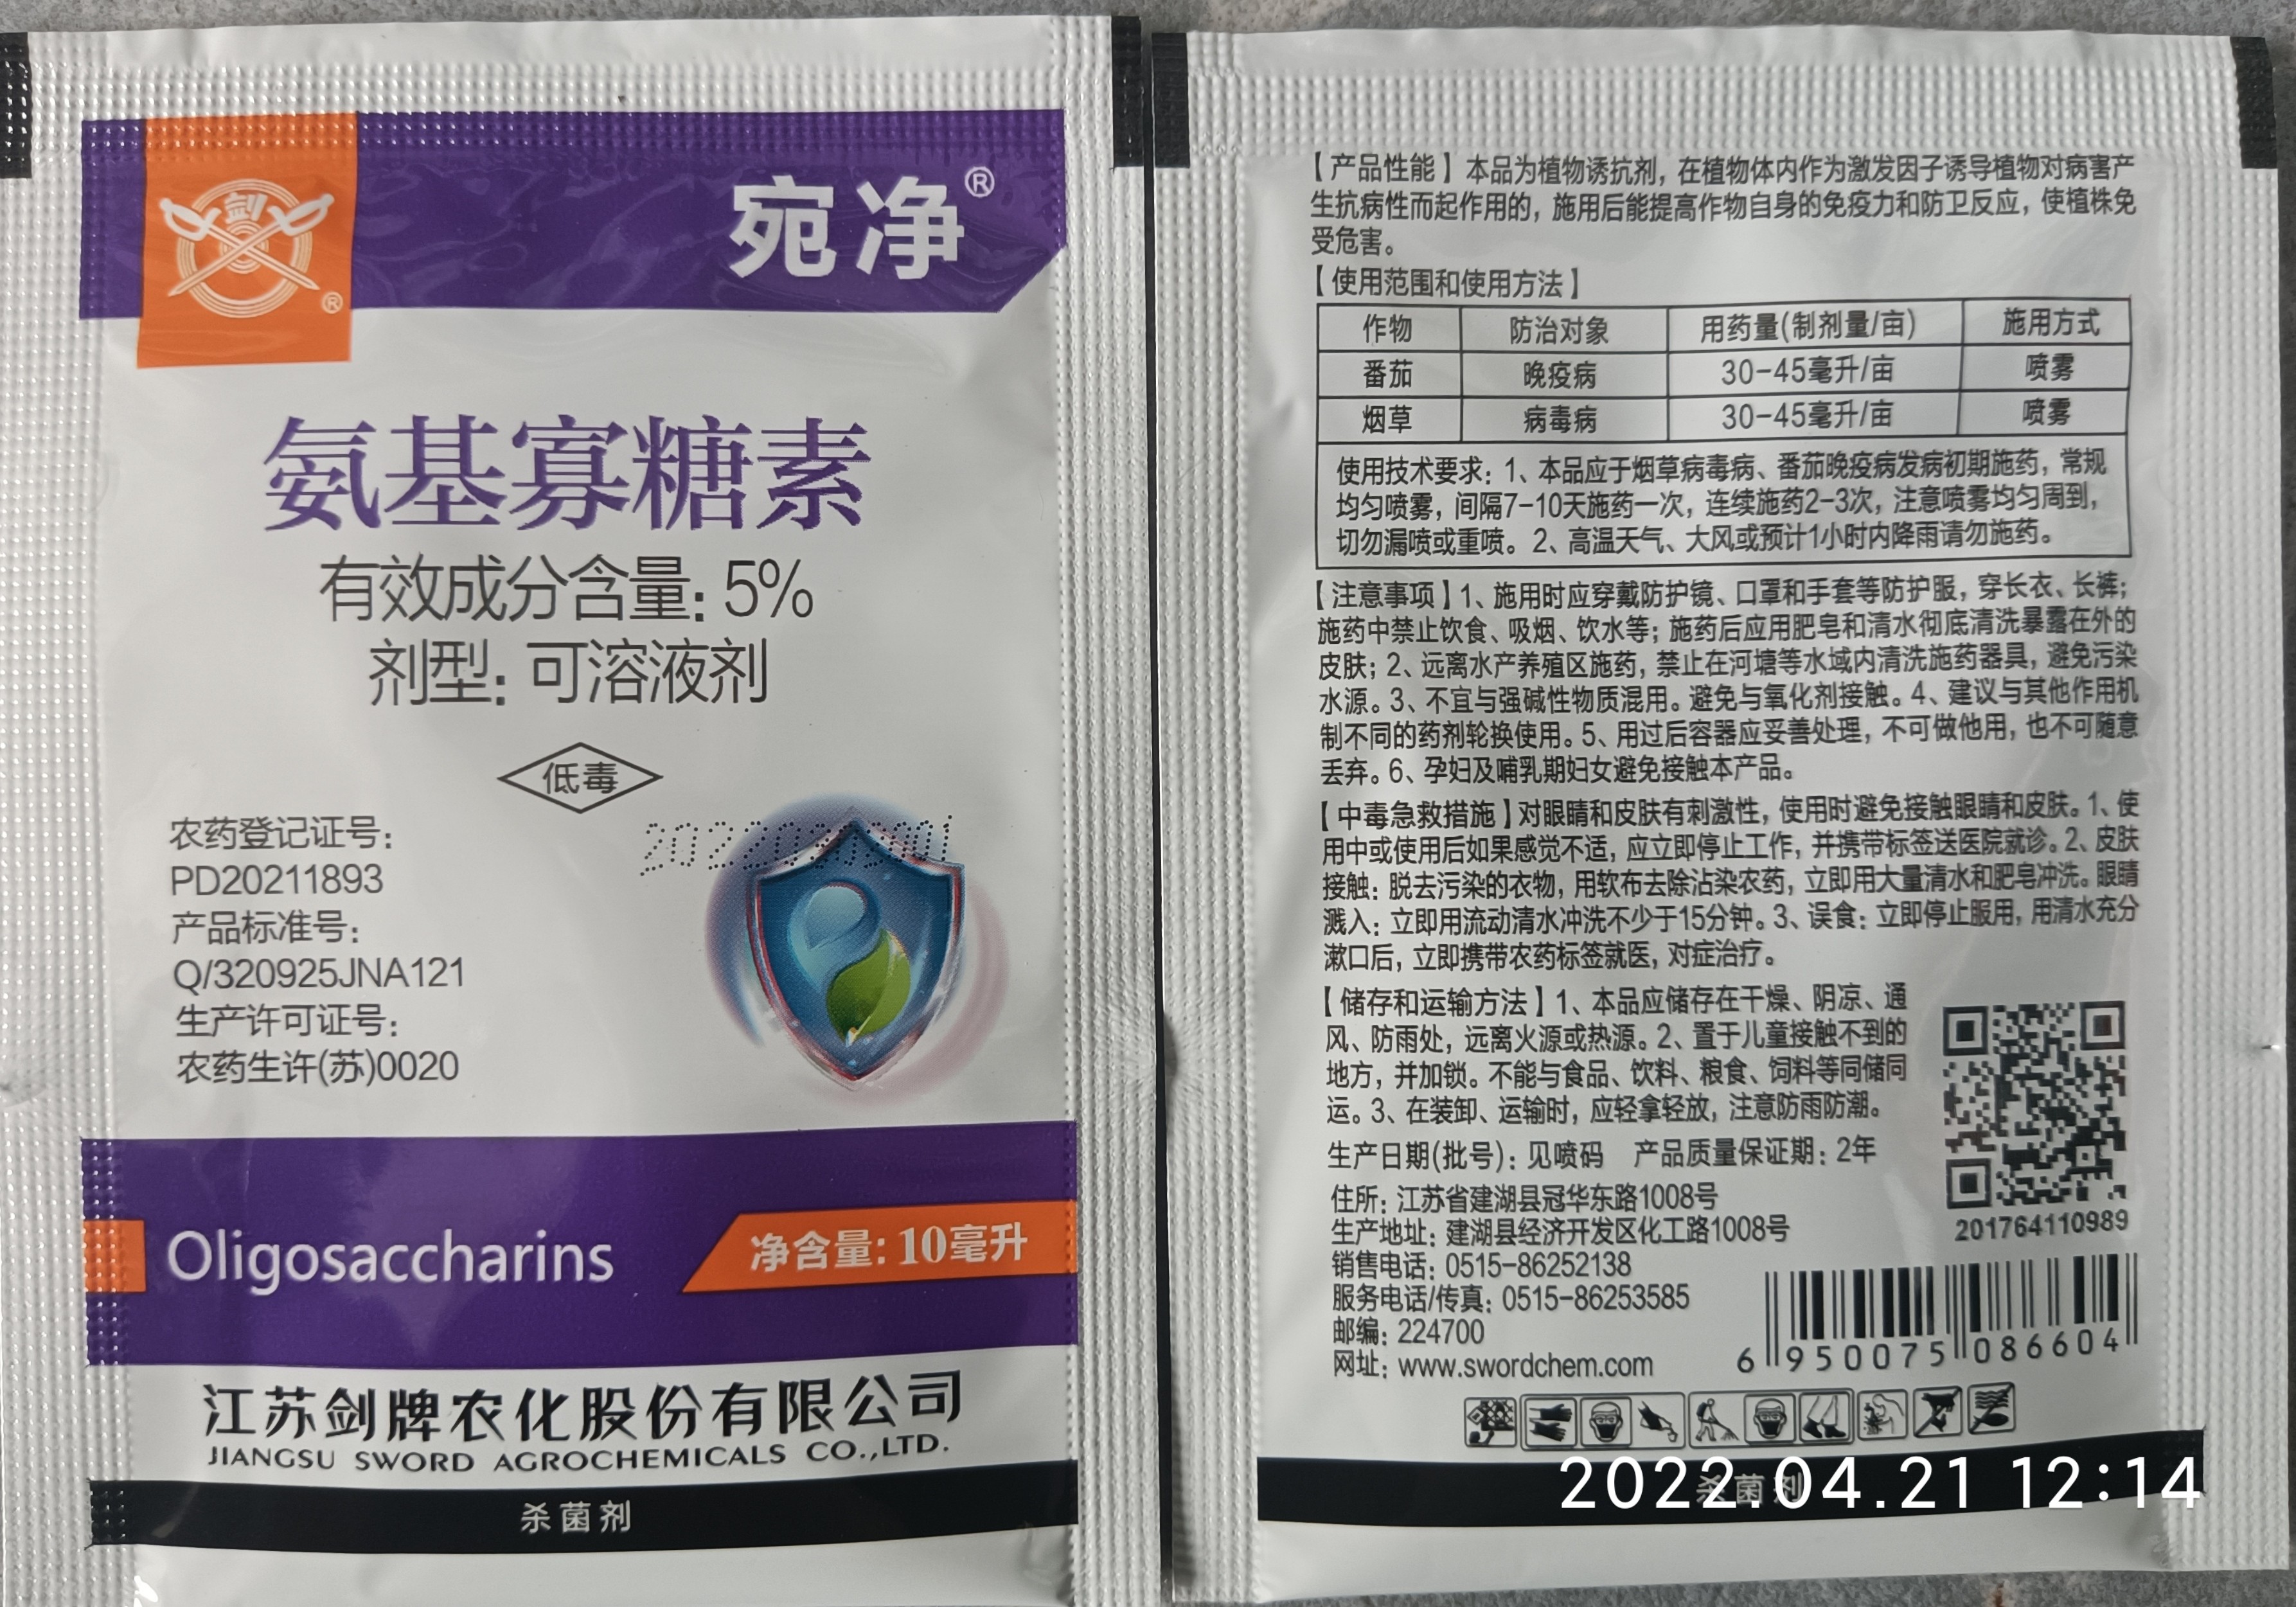 剑
®
宛净®
氨基寡糖素
有效成分含量：5%
剂型：可溶液剂
低毒
农药登记证号：
PD20211893
产品标准号：
Q/320925JNA121
生产许可证号：
农药生许(苏)0020
Oligosaccharins
净含量：10毫升
江苏剑牌农化股份有限公司
JIANGSU SWORD AGROCHEMICALS CO.,LTD.
杀菌剂
【产品性能】本品为植物诱抗剂，在植物体内作为激发因子诱导植物对病害产
生抗病性而起作用的，施用后能提高作物自身的免疫力和防卫反应，使植株免
受危害。
【使用范围和使用方法】
作物 防治对象 用药量(制剂量/亩) 施用方式
番茄 晚疫病 30-45毫升/亩 喷雾
烟草 病毒病 30-45毫升/亩 喷雾
使用技术要求：1、本品应于烟草病毒病、番茄晚疫病发病初期施药，常规
均匀喷雾，间隔7-10天施药一次，连续施药2-3次，注意喷雾均匀周到，
切勿漏喷或重喷。2、高温天气、大风或预计1小时内降雨请勿施药。
【注意事项】1、施用时应穿戴防护镜、口罩和手套等防护服，穿长衣、长裤；
施药中禁止饮食、吸烟、饮水等；施药后应用肥皂和清水彻底清洗暴露在外的
皮肤；2、远离水产养殖区施药，禁止在河塘等水域内清洗施药器具，避免污染
水源。3、不宜与强碱性物质混用。避免与氧化剂接触。4、建议与其他作用机
制不同的药剂轮换使用。5、用过后容器应妥善处理，不可做他用，也不可随意
丢弃。6、孕妇及哺乳期妇女避免接触本产品。
【中毒急救措施】对眼睛和皮肤有刺激性，使用时避免接触眼睛和皮肤。1、使
用中或使用后如果感觉不适，应立即停止工作，并携带标签送医院就诊。2、皮肤
接触：脱去污染的衣物，用软布去除沾染农药，立即用大量清水和肥皂冲洗。眼睛
溅入：立即用流动清水冲洗不少于15分钟。3、误食：立即停止服用，用清水充分
漱口后，立即携带农药标签就医，对症治疗。
【储存和运输方法】1、本品应储存在干燥、阴凉、通
风、防雨处，远离火源或热源。2、置于儿童接触不到的
地方，并加锁。不能与食品、饮料、粮食、饲料等同储同
运。3、在装卸、运输时，应轻拿轻放，注意防雨防潮。
生产日期(批号)：见喷码 产品质量保证期：2年
住所：江苏省建湖县冠华东路1008号
生产地址：建湖县经济开发区化工路1008号
销售电话：0515-86252138
服务电话/传真：0515-86253585
邮编：224700
网址：www.swordchem.com
201764110989
6 950075 086604
杀菌剂
2022.04.21 12:14